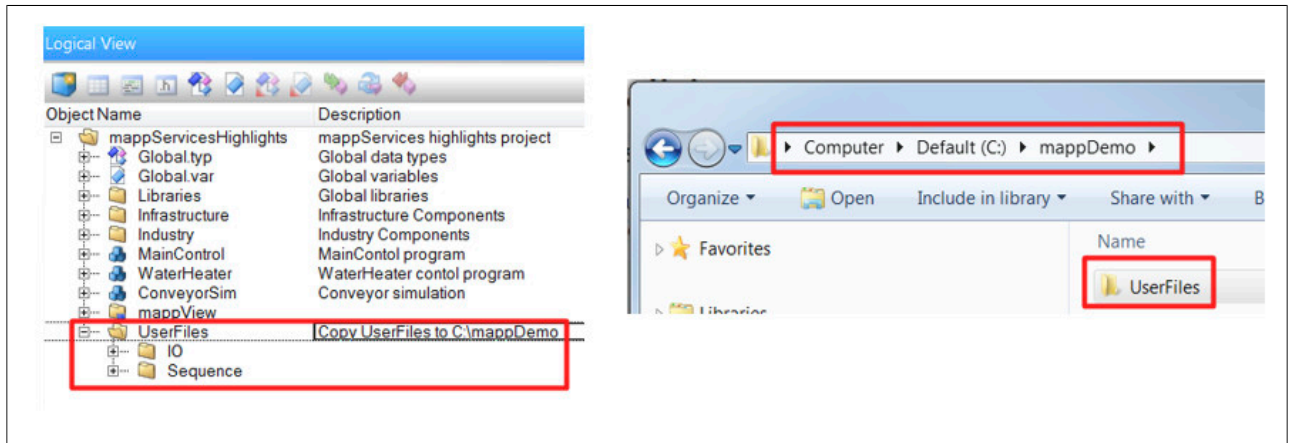 Logical View
Object Name Description
mappServicesHighlights mappServices highlights project
Global.typ Global data types
Global.var Global variables
Libraries Global libraries
Infrastructure Infrastructure Components
Industry Industry Components
MainControl MainContol program
WaterHeater WaterHeater contol program
ConveyorSim Conveyor simulation
mappView
UserFiles Copy UserFiles to C:\mappDemo
IO
Sequence
Computer Default (C:) mappDemo
Organize Open Include in library Share with B
Favorites Name
UserFiles
Libraries